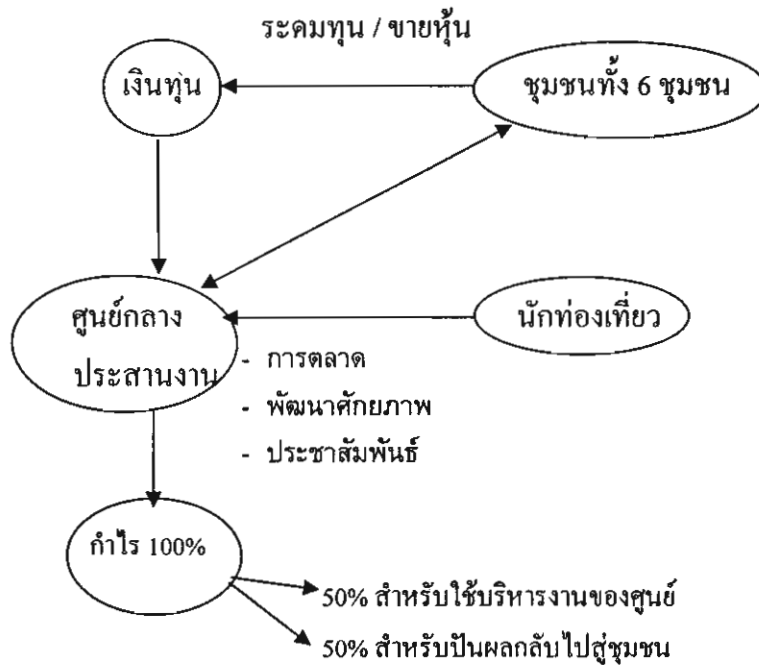 ระดมทุน / ขายหุ้น
เงินทุน
ชุมชนทั้ง 6 ชุมชน
ศูนย์กลาง
ประสานงาน
นักท่องเที่ยว
- การตลาด
- พัฒนาศักยภาพ
- ประชาสัมพันธ์
กำไร 100%
50% สำหรับใช้บริหารงานของศูนย์
50% สำหรับปันผลกลับไปสู่ชุมชน